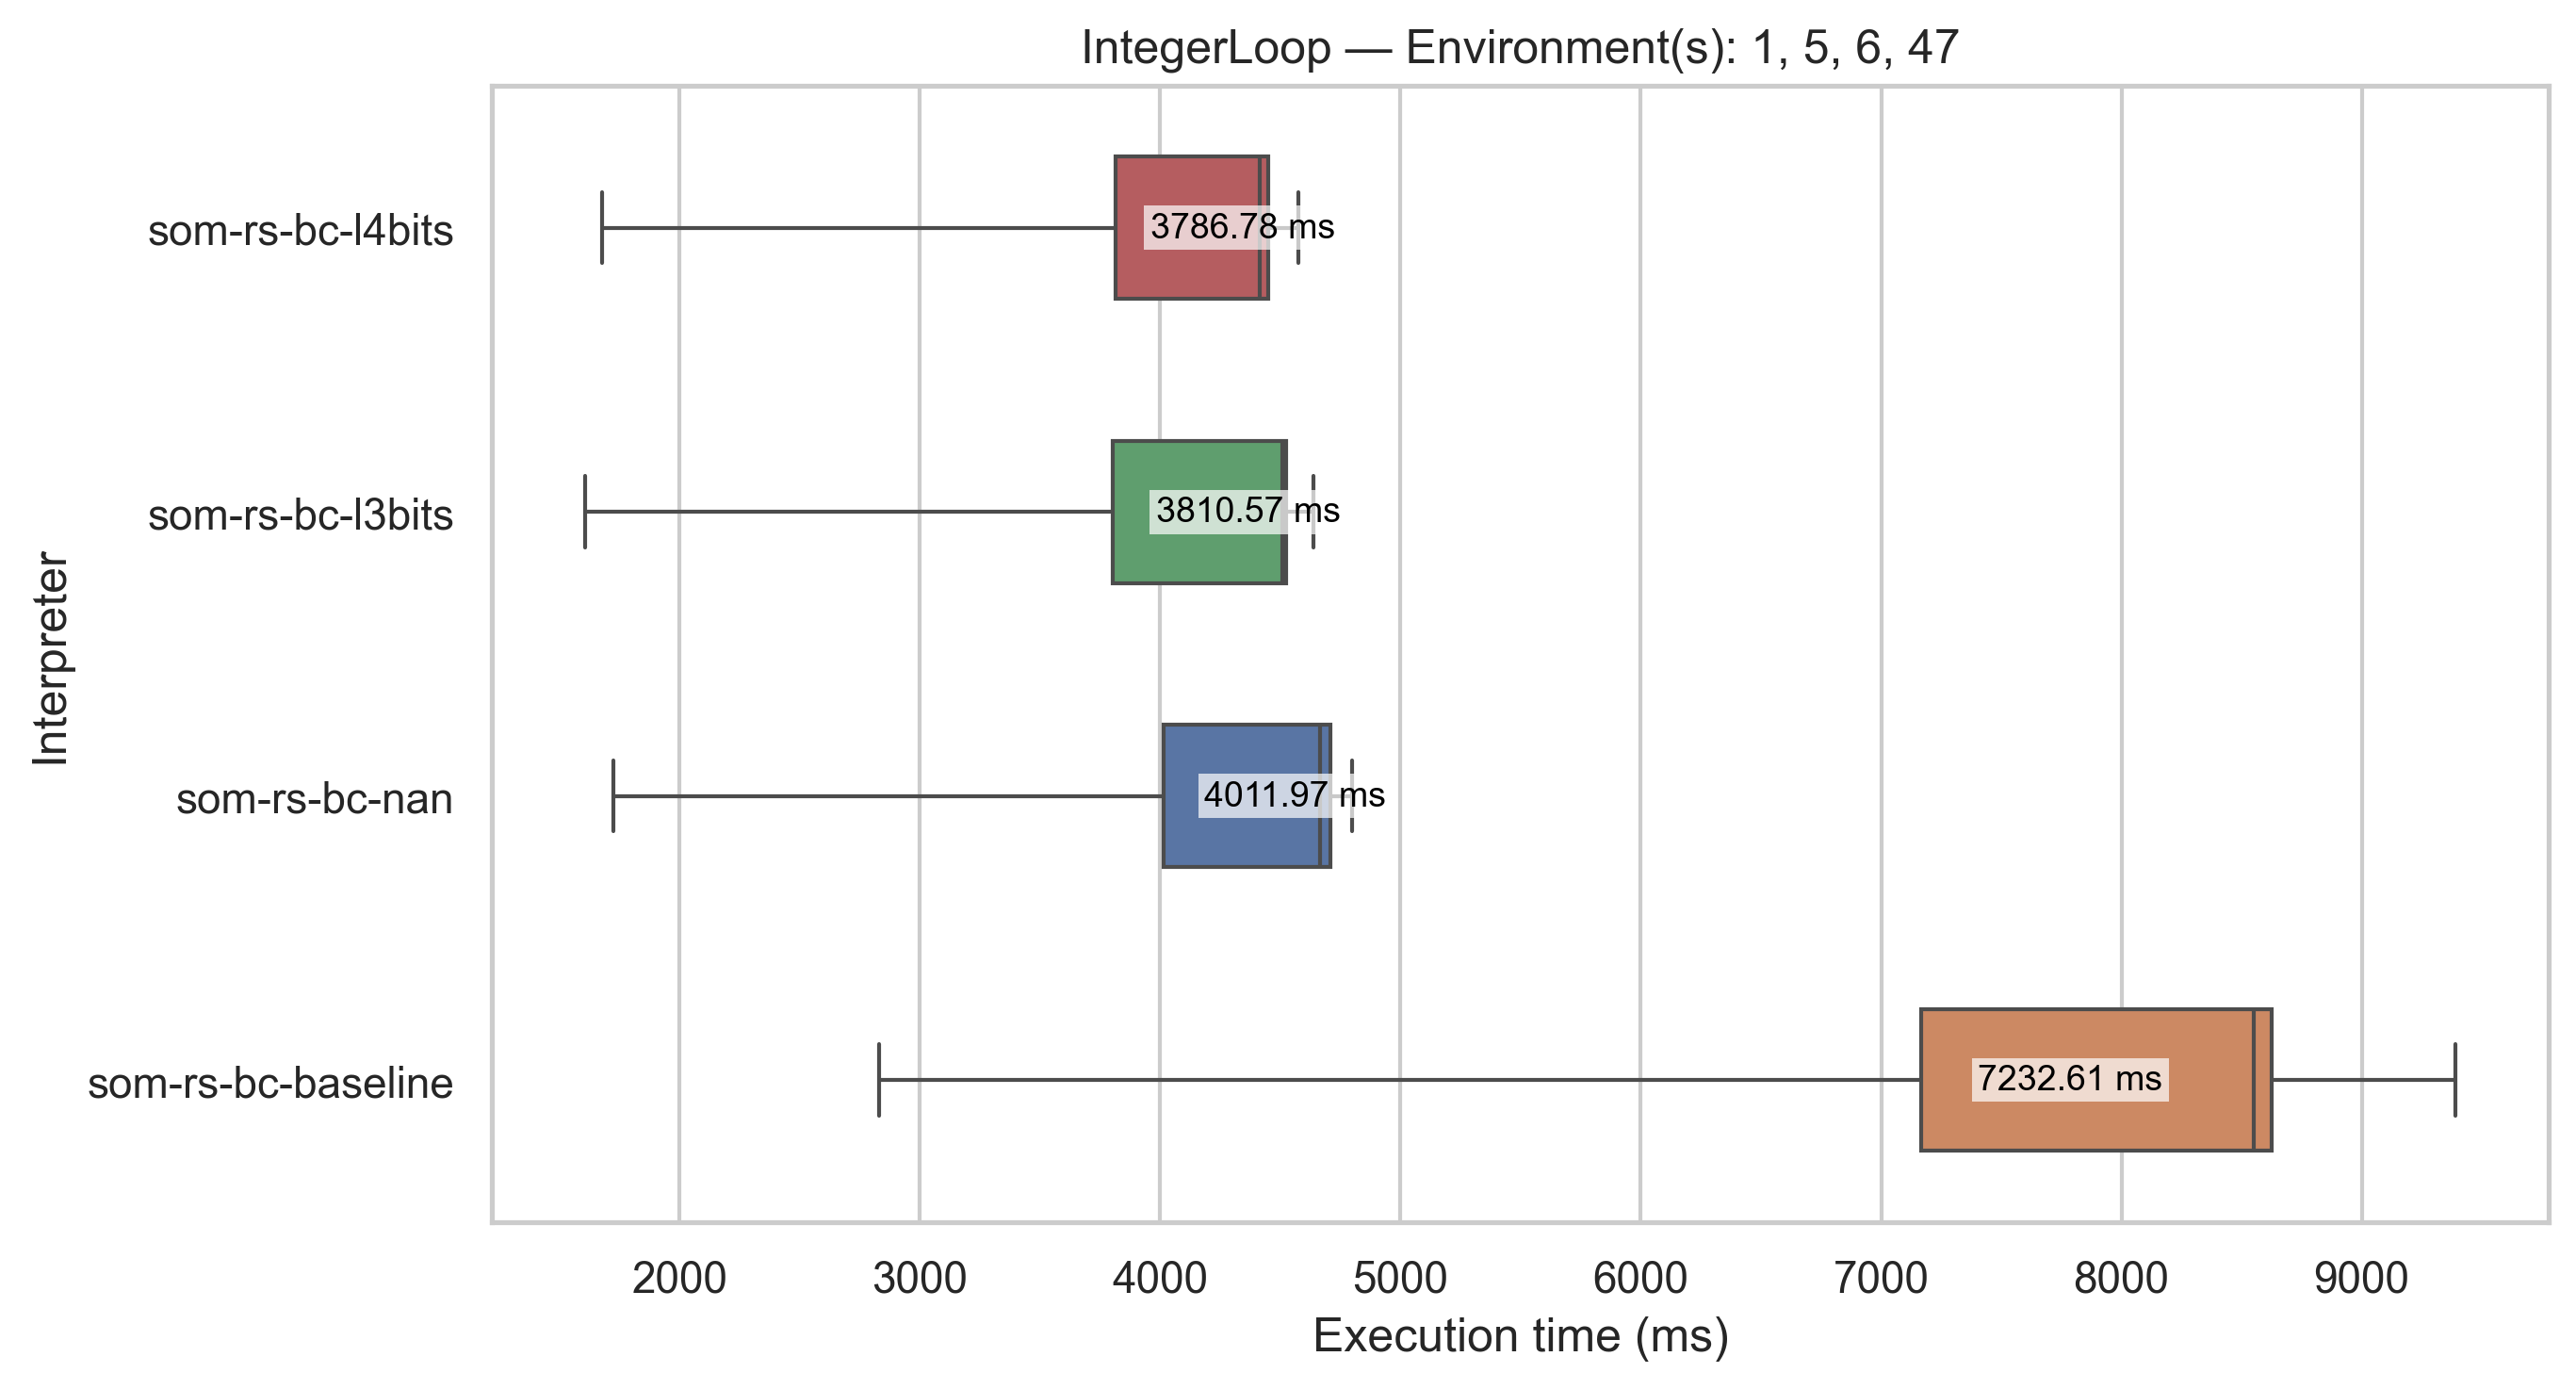 IntegerLoop — Environment(s): 1, 5, 6, 47
som-rs-bc-l4bits
3786.78 ms
som-rs-bc-l3bits
3810.57 ms
Interpreter
som-rs-bc-nan
4011.97 ms
som-rs-bc-baseline
7232.61 ms
2000 3000 4000 5000 6000 7000 8000 9000
Execution time (ms)